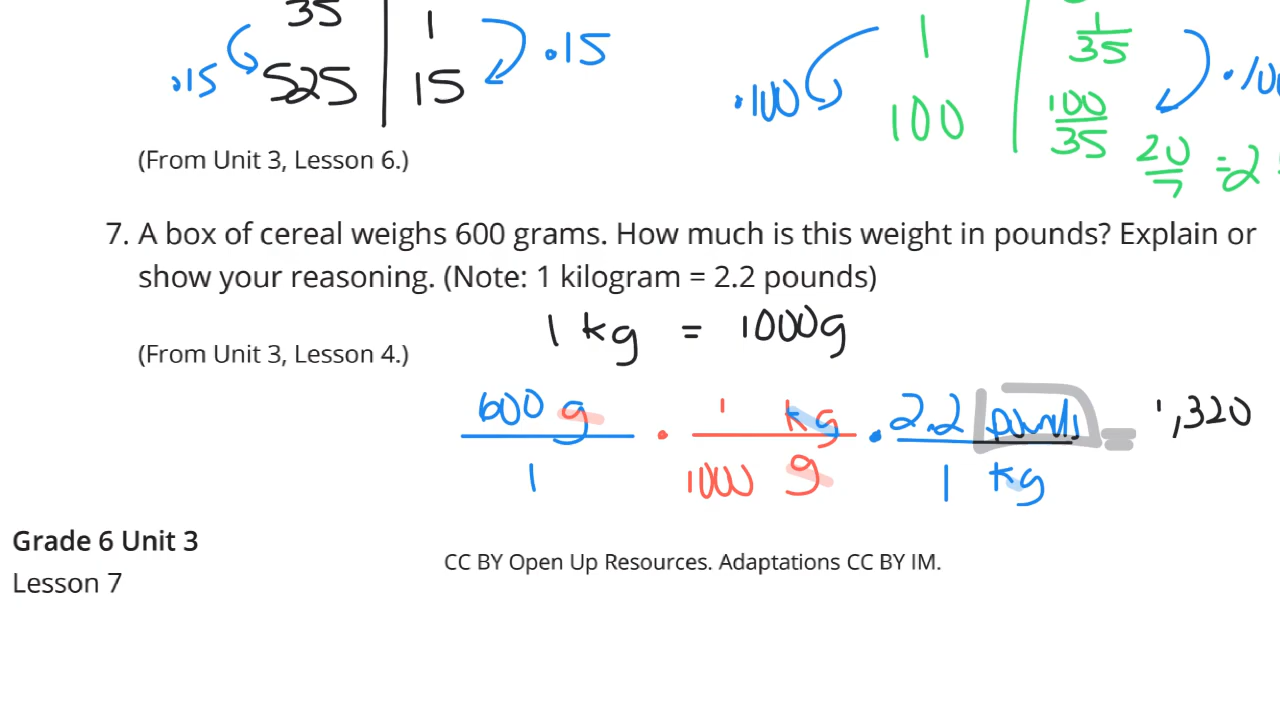 35 | 1
.15 525 | 15 .15
1 | 1/35
.100 100 | 100/35 .100
20/7 =2
(From Unit 3, Lesson 6.)
7. A box of cereal weighs 600 grams. How much is this weight in pounds? Explain or
show your reasoning. (Note: 1 kilogram = 2.2 pounds)
1 kg = 1000g
(From Unit 3, Lesson 4.)
600 g / 1 . 1 kg / 1000 g . 2.2 pounds / 1 kg = 1,320
Grade 6 Unit 3
Lesson 7
CC BY Open Up Resources. Adaptations CC BY IM.